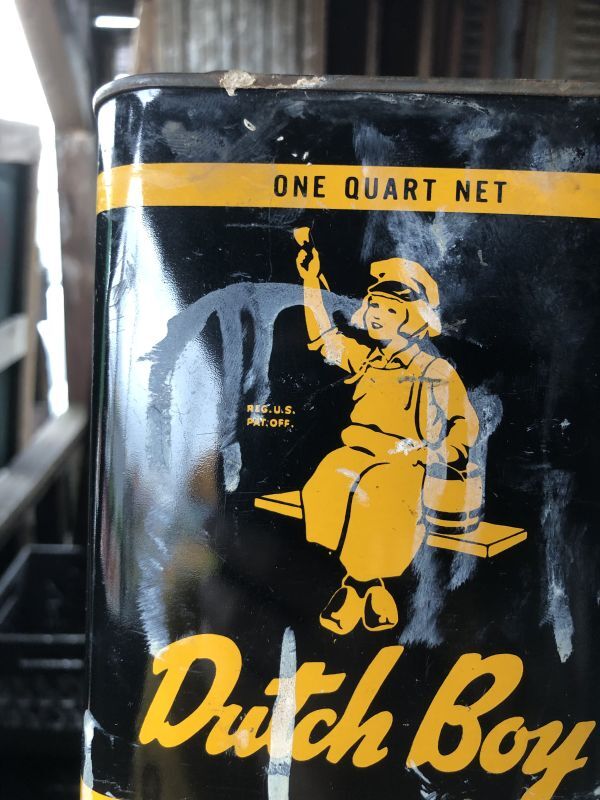 ONE QUART NET
REG. U.S.
PAT. OFF.
Dutch Boy